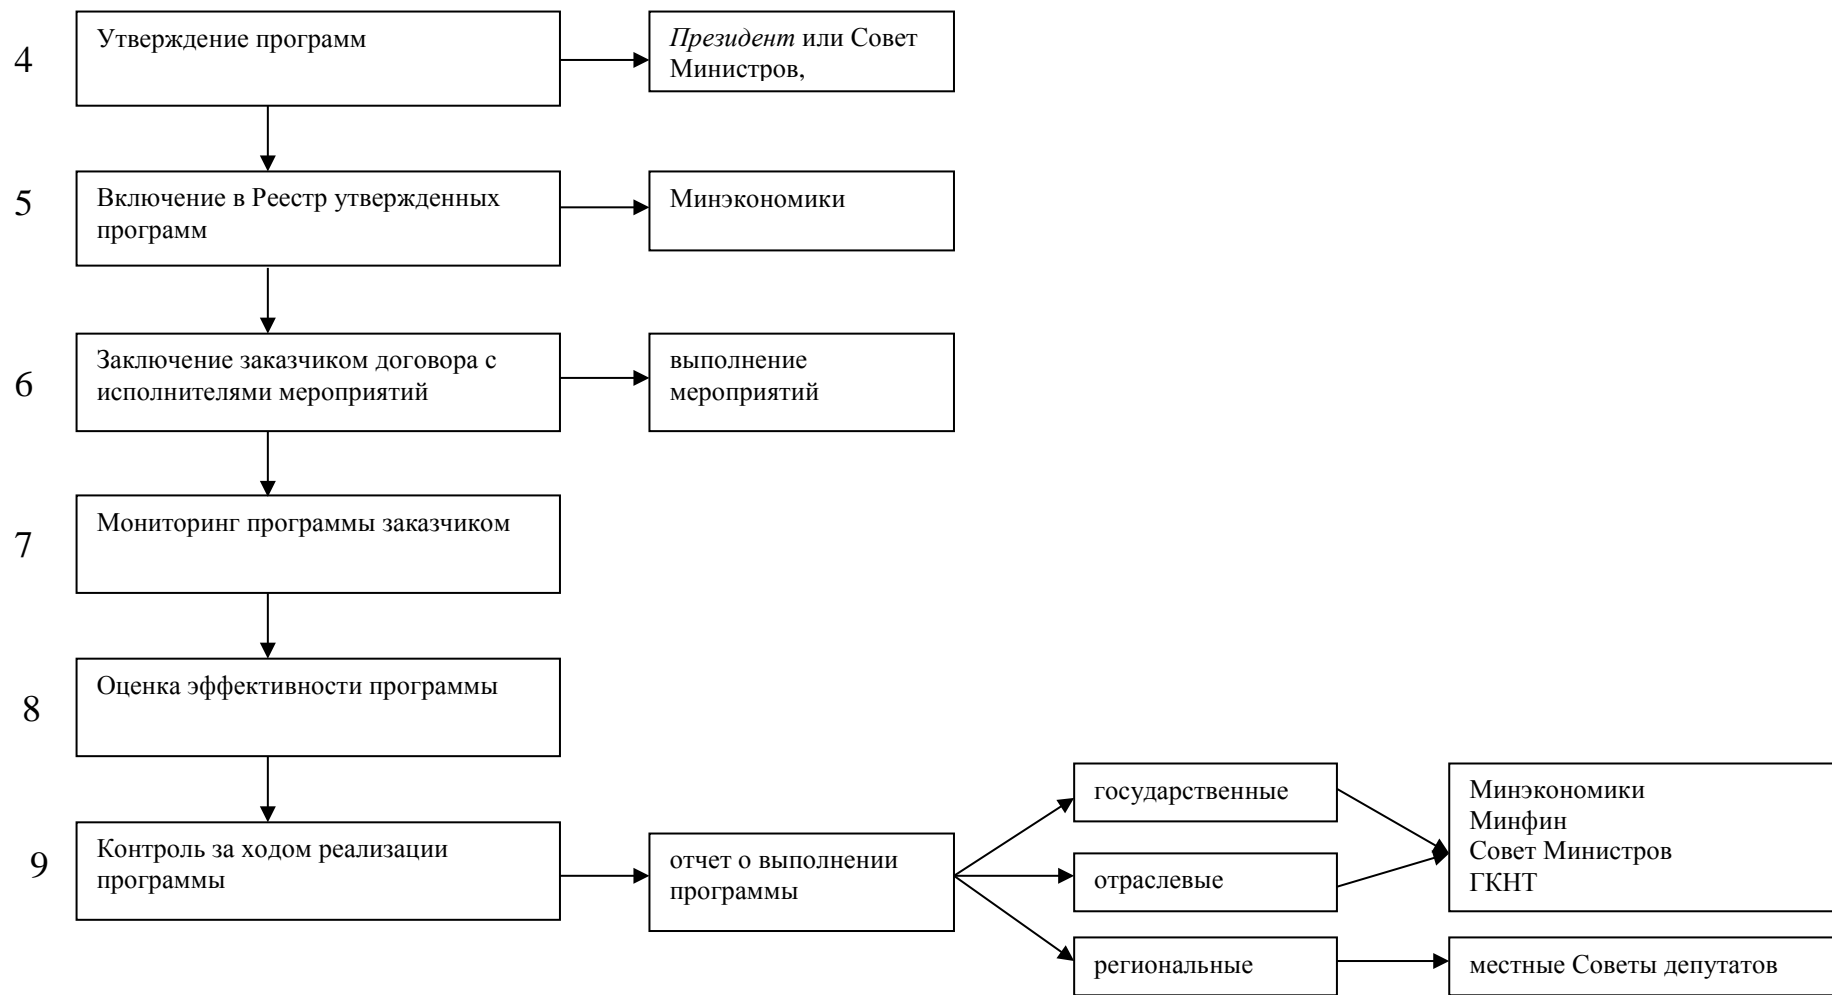 4
Утверждение программ
Президент или Совет
Министров,
5
Включение в Реестр утвержденных
программ
Минэкономики
6
Заключение заказчиком договора с
исполнителями мероприятий
выполнение
мероприятий
7
Мониторинг программы заказчиком
8
Оценка эффективности программы
9
Контроль за ходом реализации
программы
отчет о выполнении
программы
государственные
отраслевые
региональные
Минэкономики
Минфин
Совет Министров
ГКНТ
местные Советы депутатов